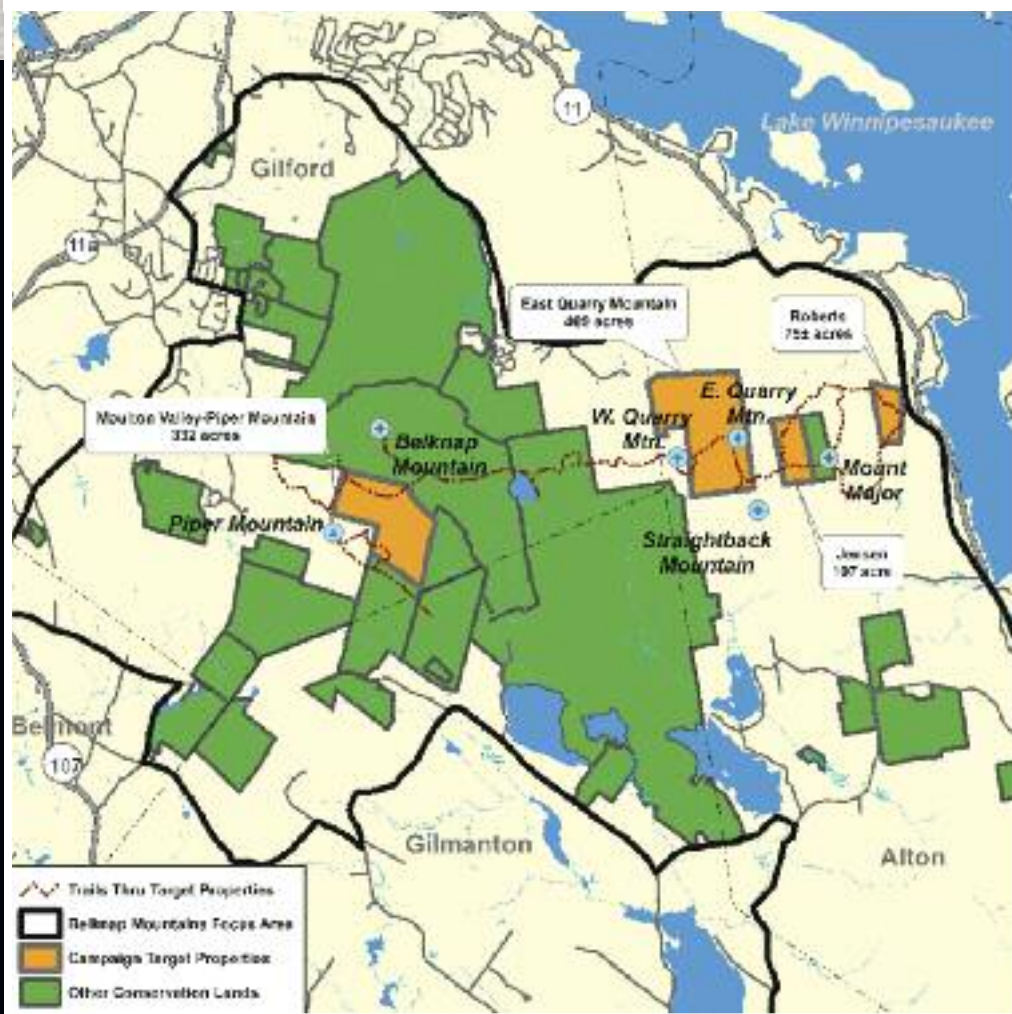 11
Lake Winnipesaukee
Gilford
11a
East Quarry Mountain
469 acres
Roberts
75± acres
E. Quarry
Mtn.
W. Quarry
Mtn.
Moulton Valley-Piper Mountain
332 acres
Belknap
Mountain
Mount
Major
Piper Mountain
Straightback
Mountain
Jensen
acre
Belmont
107
Gilmanton
Alton
Trails Thru Target Properties
Belknap Mountains Focus Area
Campaign Target Properties
Other Conservation Lands